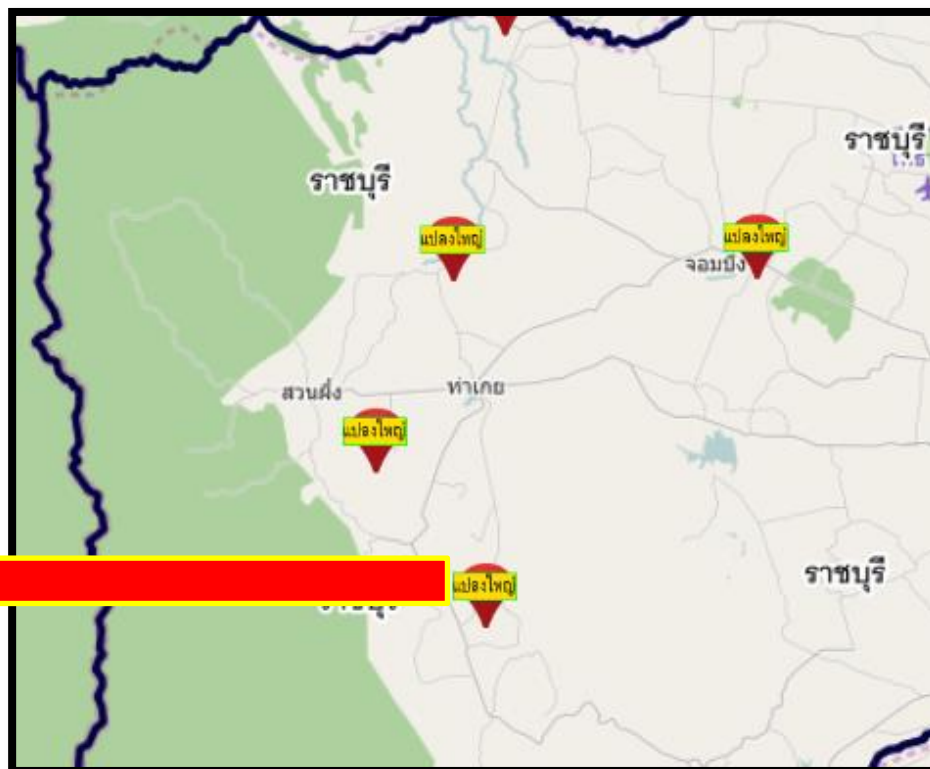 ราชบุรี
ราชบุรี
แปลงใหญ่
แปลงใหญ่
จอมบึง
สวนผึ้ง
ท่าเกย
แปลงใหญ่
แปลงใหญ่
ราชบุรี